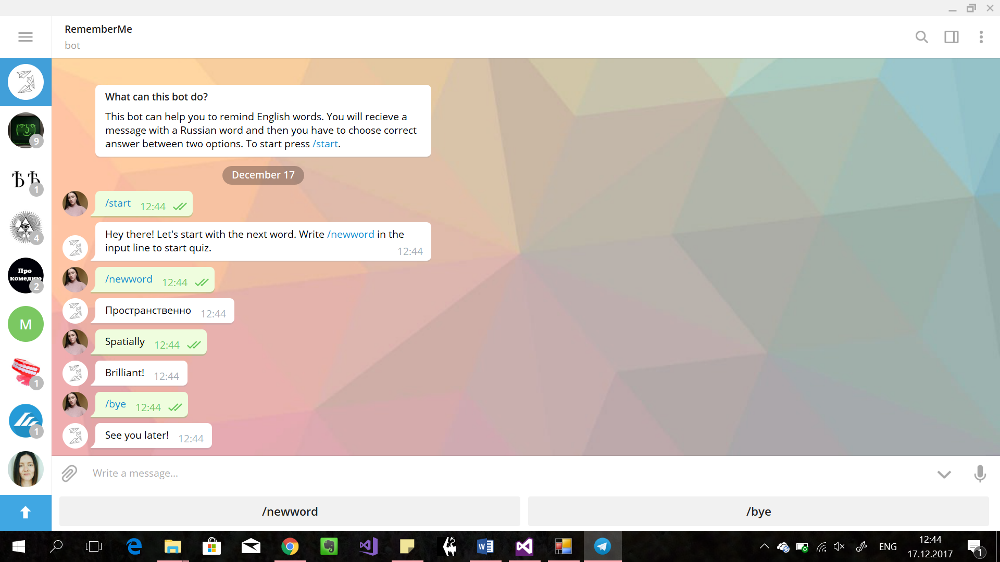 RememberMe
bot
9
ѢѢ
1
4
Про
комедию
2
M
1
1
What can this bot do?
This bot can help you to remind English words. You will recieve a
message with a Russian word and then you have to choose correct
answer between two options. To start press /start.
December 17
/start 12:44
Hey there! Let's start with the next word. Write /newword in the
input line to start quiz.
12:44
/newword 12:44
Пространственно 12:44
Spatially 12:44
Brilliant! 12:44
/bye 12:44
See you later! 12:44
Write a message...
/newword /bye
ENG
12:44
17.12.2017
1